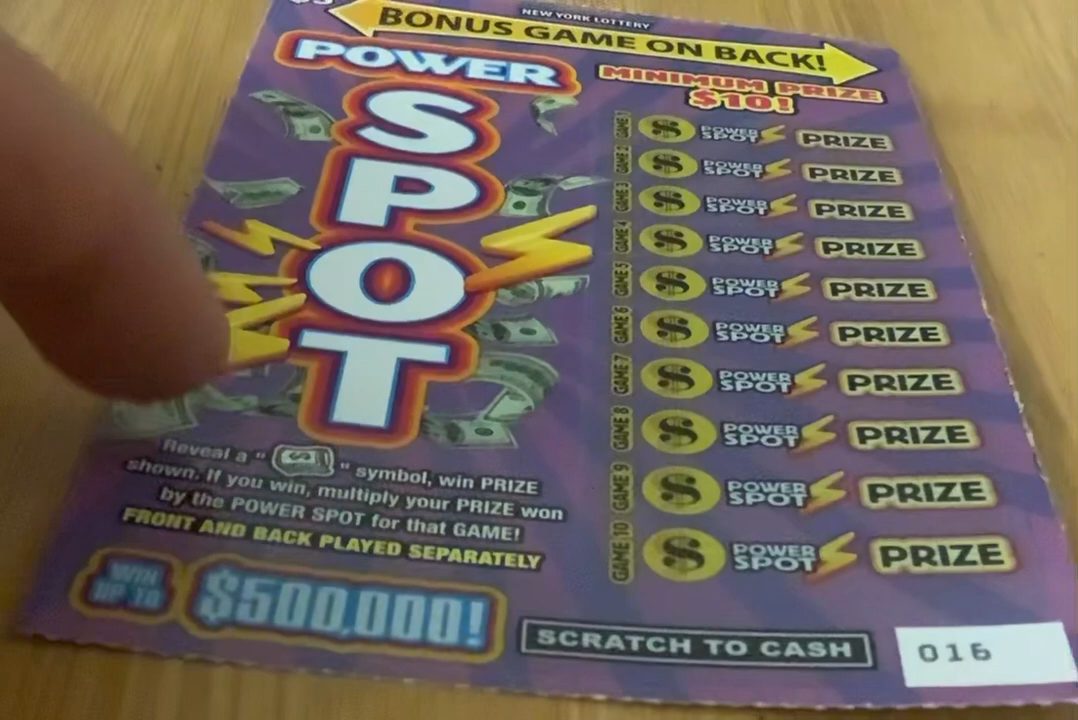 $5
NEW YORK LOTTERY
BONUS GAME ON BACK!
POWER
SPOT
MINIMUM PRIZE
$10!
GAME 1 $ POWER SPOT PRIZE
GAME 2 $ POWER SPOT PRIZE
GAME 3 $ POWER SPOT PRIZE
GAME 4 $ POWER SPOT PRIZE
GAME 5 $ POWER SPOT PRIZE
GAME 6 $ POWER SPOT PRIZE
GAME 7 $ POWER SPOT PRIZE
GAME 8 $ POWER SPOT PRIZE
GAME 9 $ POWER SPOT PRIZE
GAME 10 $ POWER SPOT PRIZE
Reveal a " $ " symbol, win PRIZE
shown. If you win, multiply your PRIZE won
by the POWER SPOT for that GAME!
FRONT AND BACK PLAYED SEPARATELY
WIN
UP TO
$500,000!
SCRATCH TO CASH
016